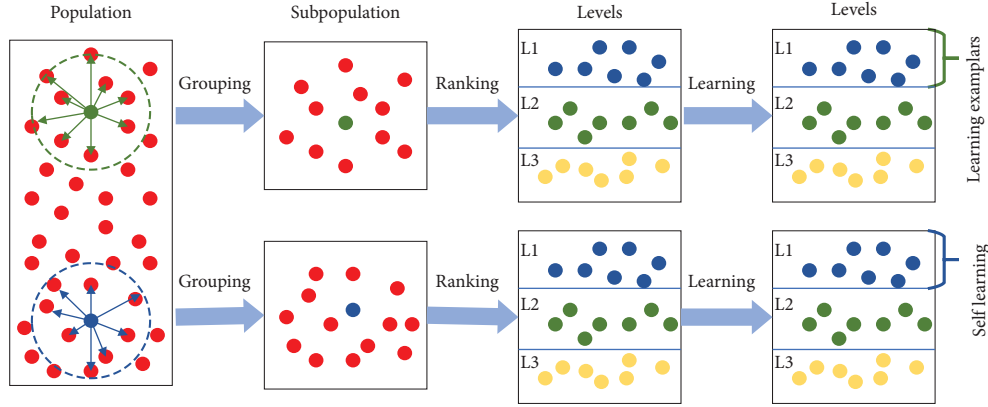 Population
Subpopulation
Levels
Levels
Grouping
Ranking
Learning
L1
L2
L3
L1
L2
L3
Learning examplars
Grouping
Ranking
Learning
L1
L2
L3
L1
L2
L3
Self learning